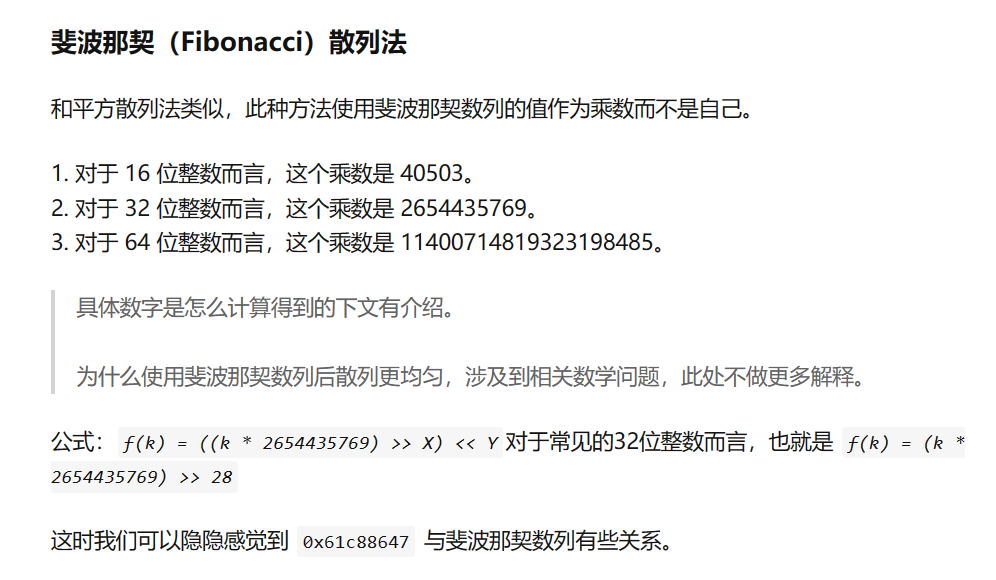 斐波那契（Fibonacci）散列法
和平方散列法类似，此种方法使用斐波那契数列的值作为乘数而不是自己。
1. 对于 16 位整数而言，这个乘数是 40503。
2. 对于 32 位整数而言，这个乘数是 2654435769。
3. 对于 64 位整数而言，这个乘数是 11400714819323198485。
具体数字是怎么计算得到的下文有介绍。
为什么使用斐波那契数列后散列更均匀，涉及到相关数学问题，此处不做更多解释。
公式：f(k) = ((k * 2654435769) >> X) << Y对于常见的32位整数而言，也就是 f(k) = (k *
2654435769) >> 28
这时我们可以隐隐感觉到 0x61c88647 与斐波那契数列有些关系。